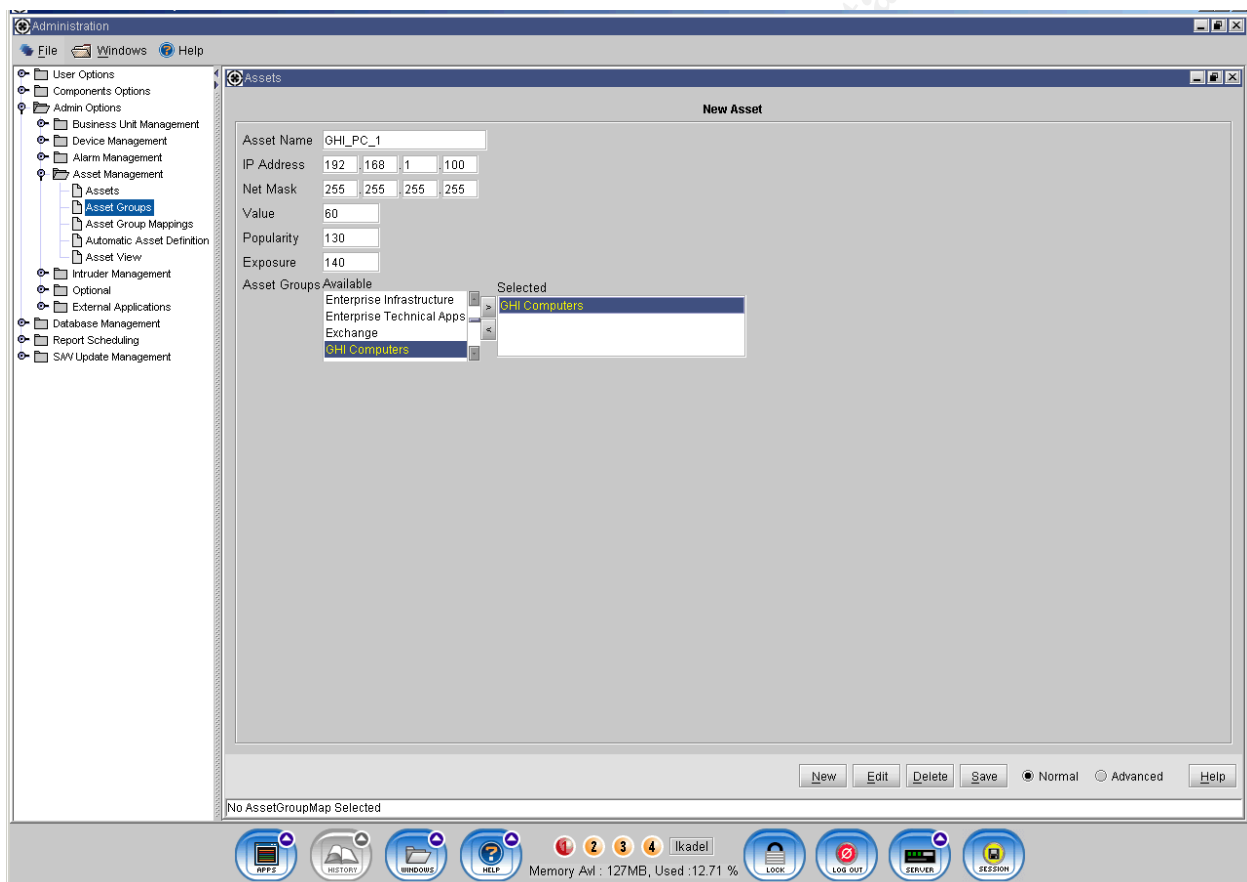 Administration
File Windows Help
User Options
Components Options
Admin Options
Business Unit Management
Device Management
Alarm Management
Asset Management
Assets
Asset Groups
Asset Group Mappings
Automatic Asset Definition
Asset View
Intruder Management
Optional
External Applications
Database Management
Report Scheduling
S/W Update Management
Assets
New Asset
Asset Name GHI_PC_1
IP Address 192 .168 .1 .100
Net Mask 255 .255 .255 .255
Value 60
Popularity 130
Exposure 140
Asset Groups Available
Enterprise Infrastructure
Enterprise Technical Apps
Exchange
GHI Computers
> <
Selected
GHI Computers
New Edit Delete Save Normal Advanced Help
No AssetGroupMap Selected
APPS HISTORY WINDOWS HELP
1 2 3 4 lkadel
Memory Avl : 127MB, Used :12.71 %
LOCK LOG OUT SERVER SESSION